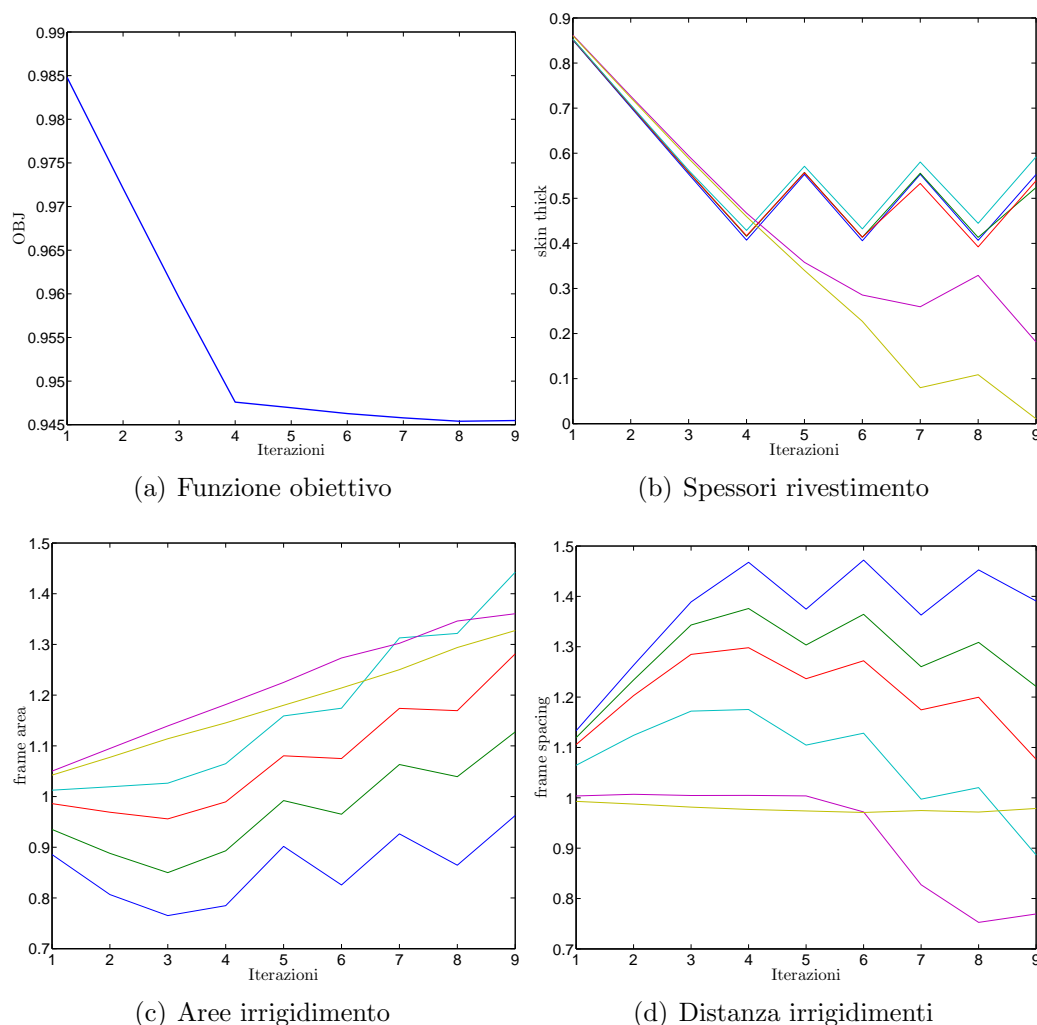 0.99
0.985
0.98
0.975
0.97
0.965
0.96
0.955
0.95
0.945
OBJ
1 2 3 4 5 6 7 8 9
Iterazioni
(a) Funzione obiettivo
0.9
0.8
0.7
0.6
0.5
0.4
0.3
0.2
0.1
0
skin thick
1 2 3 4 5 6 7 8 9
Iterazioni
(b) Spessori rivestimento
1.5
1.4
1.3
1.2
1.1
1
0.9
0.8
0.7
frame area
1 2 3 4 5 6 7 8 9
Iterazioni
(c) Aree irrigidimento
1.5
1.4
1.3
1.2
1.1
1
0.9
0.8
0.7
frame spacing
1 2 3 4 5 6 7 8 9
Iterazioni
(d) Distanza irrigidimenti